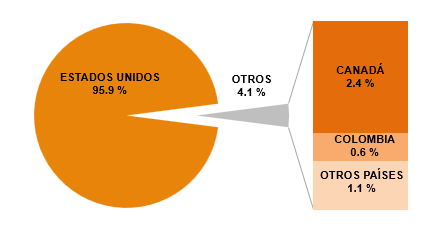 ESTADOS UNIDOS
95.9 %
OTROS
4.1 %
CANADÁ
2.4 %
COLOMBIA
0.6 %
OTROS PAÍSES
1.1 %